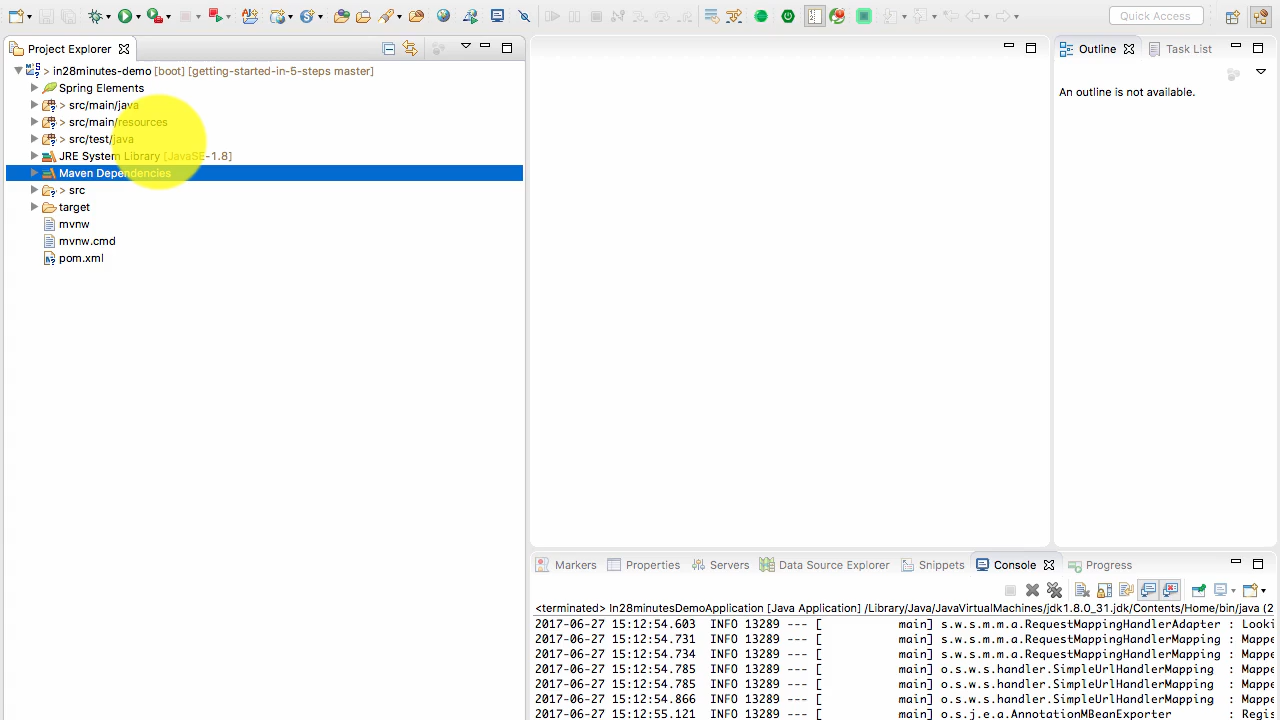 Quick Access
Project Explorer
> in28minutes-demo [boot] [getting-started-in-5-steps master]
Spring Elements
> src/main/java
> src/main/resources
> src/test/java
JRE System Library [JavaSE-1.8]
Maven Dependencies
> src
target
mvnw
mvnw.cmd
pom.xml
Outline
Task List
An outline is not available.
Markers
Properties
Servers
Data Source Explorer
Snippets
Console
Progress
<terminated> In28minutesDemoApplication [Java Application] /Library/Java/JavaVirtualMachines/jdk1.8.0_31.jdk/Contents/Home/bin/java (2
2017-06-27 15:12:54.603  INFO 13289 --- [           main] s.w.s.m.m.a.RequestMappingHandlerAdapter : Looki
2017-06-27 15:12:54.731  INFO 13289 --- [           main] s.w.s.m.m.a.RequestMappingHandlerMapping : Mappe
2017-06-27 15:12:54.734  INFO 13289 --- [           main] s.w.s.m.m.a.RequestMappingHandlerMapping : Mappe
2017-06-27 15:12:54.785  INFO 13289 --- [           main] o.s.w.s.handler.SimpleUrlHandlerMapping  : Mappe
2017-06-27 15:12:54.785  INFO 13289 --- [           main] o.s.w.s.handler.SimpleUrlHandlerMapping  : Mappe
2017-06-27 15:12:54.866  INFO 13289 --- [           main] o.s.w.s.handler.SimpleUrlHandlerMapping  : Mappe
2017-06-27 15:12:55.121  INFO 13289 --- [           main] o.s.j.e.a.AnnotationMBeanExporter        : Regis